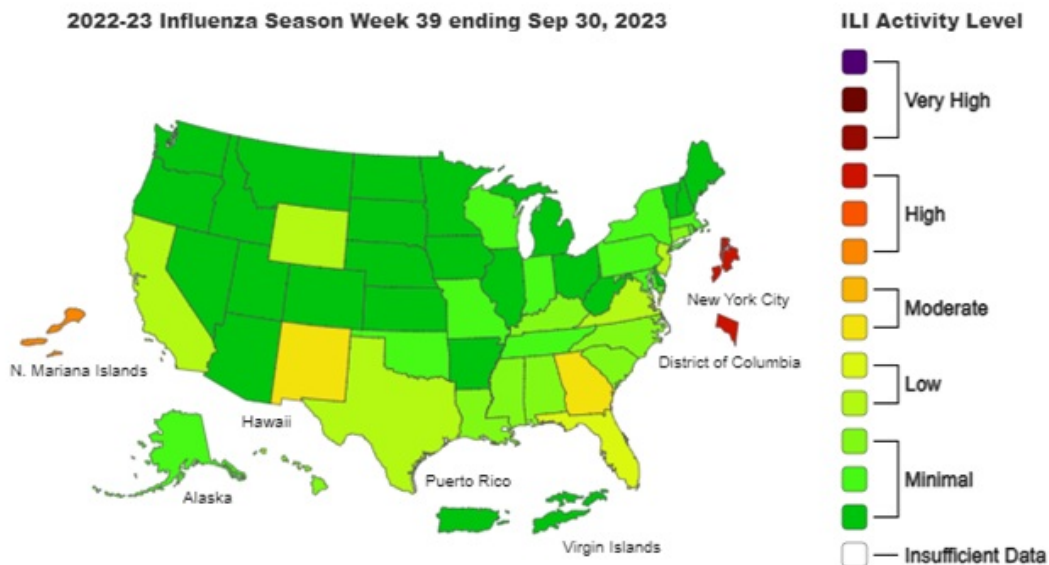 2022-23 Influenza Season Week 39 ending Sep 30, 2023
ILI Activity Level
Very High
High
Moderate
Low
Minimal
Insufficient Data
New York City
District of Columbia
N. Mariana Islands
Hawaii
Alaska
Puerto Rico
Virgin Islands